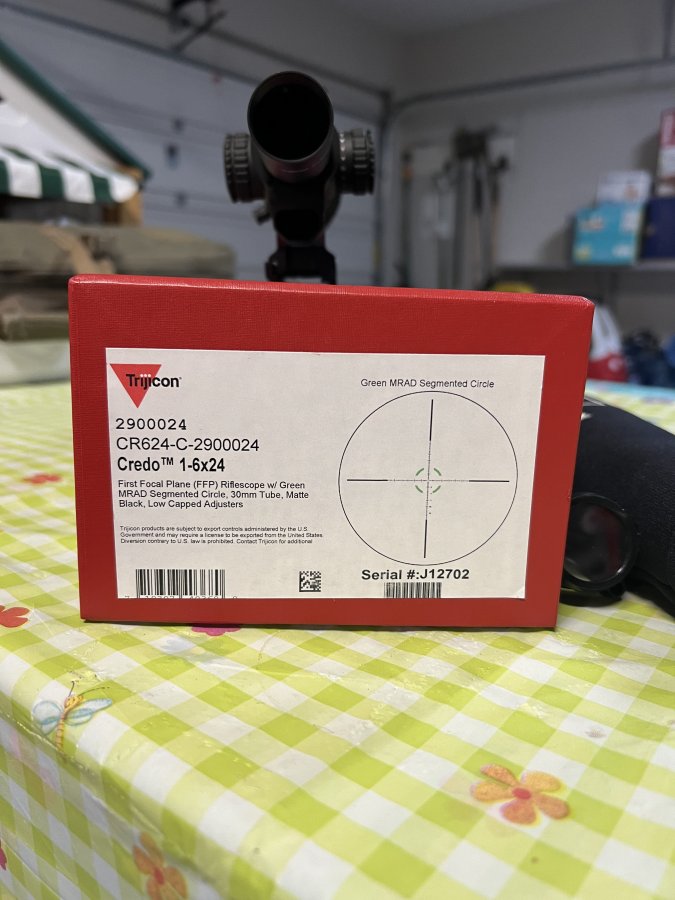 Trijicon
2900024
CR624-C-2900024
Credo™ 1-6x24
First Focal Plane (FFP) Riflescope w/ Green
MRAD Segmented Circle, 30mm Tube, Matte
Black, Low Capped Adjusters
Trijicon products are subject to export controls administered by the U.S.
Government and may require a license to be exported from the United States.
Diversion contrary to U.S. law is prohibited. Contact Trijicon for additional
Green MRAD Segmented Circle
Serial #:J12702